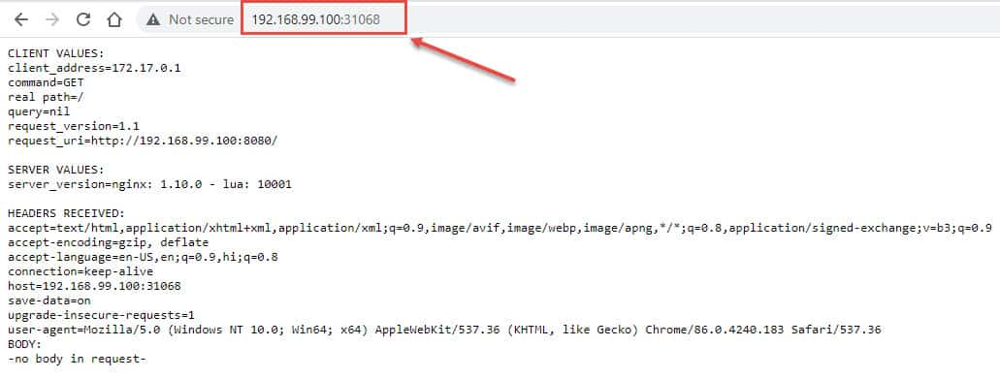 Not secure 192.168.99.100:31068
CLIENT VALUES:
client_address=172.17.0.1
command=GET
real path=/
query=nil
request_version=1.1
request_uri=http://192.168.99.100:8080/
SERVER VALUES:
server_version=nginx: 1.10.0 - lua: 10001
HEADERS RECEIVED:
accept=text/html,application/xhtml+xml,application/xml;q=0.9,image/avif,image/webp,image/apng,*/*;q=0.8,application/signed-exchange;v=b3;q=0.9
accept-encoding=gzip, deflate
accept-language=en-US,en;q=0.9,hi;q=0.8
connection=keep-alive
host=192.168.99.100:31068
save-data=on
upgrade-insecure-requests=1
user-agent=Mozilla/5.0 (Windows NT 10.0; Win64; x64) AppleWebKit/537.36 (KHTML, like Gecko) Chrome/86.0.4240.183 Safari/537.36
BODY:
-no body in request-